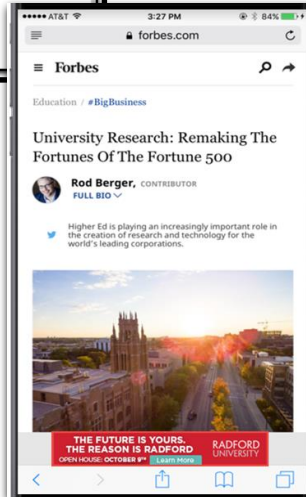 AT&T 3:27 PM 84%
forbes.com
Forbes
Education / #BigBusiness
University Research: Remaking The
Fortunes Of The Fortune 500
Rod Berger, CONTRIBUTOR
FULL BIO
Higher Ed is playing an increasingly important role in
the creation of research and technology for the
world's leading corporations.
THE FUTURE IS YOURS.
THE REASON IS RADFORD
OPEN HOUSE: OCTOBER 9TH Learn More
RADFORD
UNIVERSITY